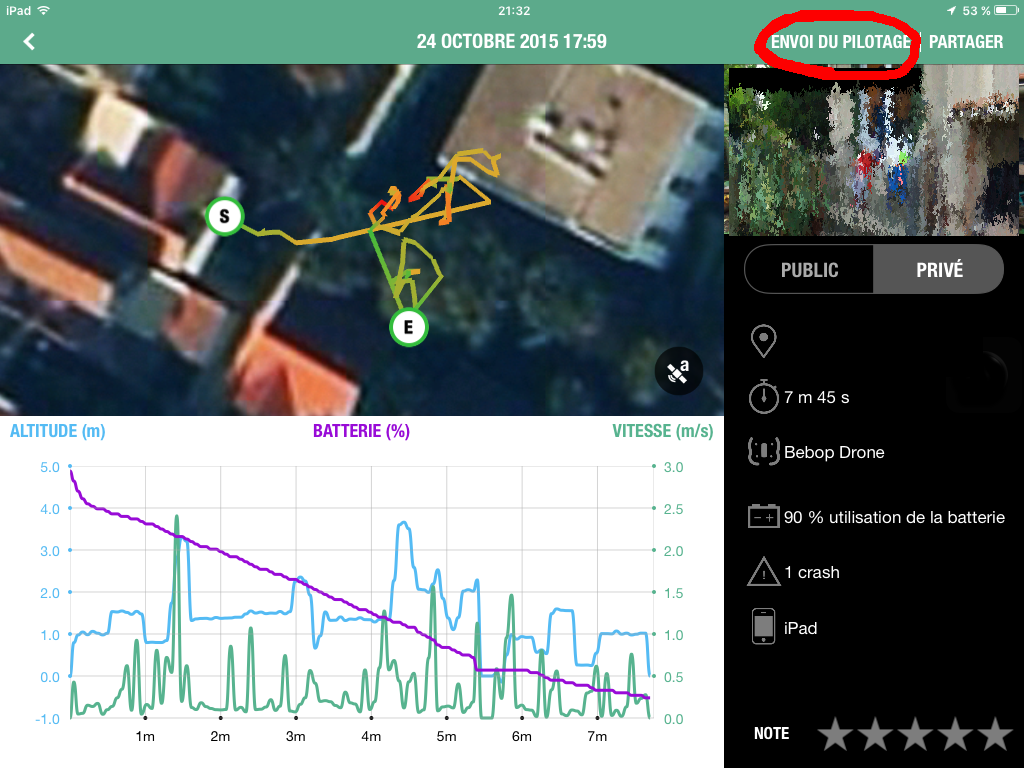 iPad 21:32 53 %
24 OCTOBRE 2015 17:59 ENVOI DU PILOTAGE PARTAGER
S
E
a
PUBLIC PRIVÉ
7 m 45 s
Bebop Drone
90 % utilisation de la batterie
1 crash
iPad
NOTE
ALTITUDE (m) BATTERIE (%) VITESSE (m/s)
5.0 3.0
4.0 2.5
3.0 2.0
2.0 1.5
1.0 1.0
0.0 0.5
-1.0 0.0
1m 2m 3m 4m 5m 6m 7m